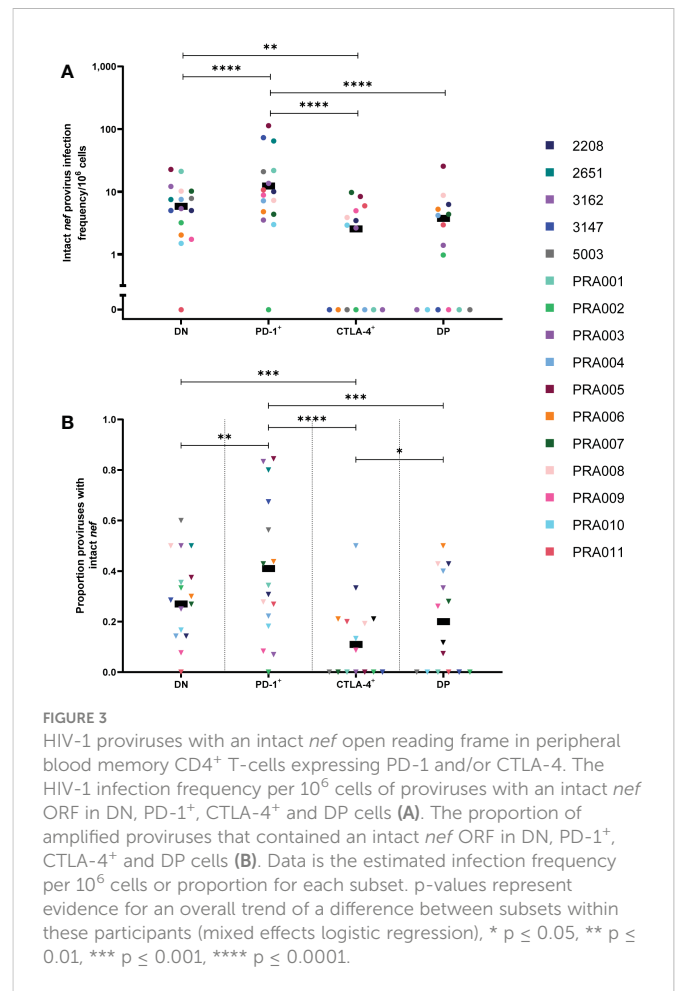 **
A
1,000
****
****
****
100
10
1
0
Intact nef provirus infection
frequency/10⁶ cells
DN
PD-1⁺
CTLA-4⁺
DP
***
***
B
1.0
****
**
*
0.8
0.6
0.4
0.2
0.0
Proportion proviruses with
intact nef
DN
PD-1⁺
CTLA-4⁺
DP
2208
2651
3162
3147
5003
PRA001
PRA002
PRA003
PRA004
PRA005
PRA006
PRA007
PRA008
PRA009
PRA010
PRA011
FIGURE 3
HIV-1 proviruses with an intact nef open reading frame in peripheral
blood memory CD4⁺ T-cells expressing PD-1 and/or CTLA-4. The
HIV-1 infection frequency per 10⁶ cells of proviruses with an intact nef
ORF in DN, PD-1⁺, CTLA-4⁺ and DP cells (A). The proportion of
amplified proviruses that contained an intact nef ORF in DN, PD-1⁺,
CTLA-4⁺ and DP cells (B). Data is the estimated infection frequency
per 10⁶ cells or proportion for each subset. p-values represent
evidence for an overall trend of a difference between subsets within
these participants (mixed effects logistic regression), * p ≤ 0.05, ** p ≤
0.01, *** p ≤ 0.001, **** p ≤ 0.0001.